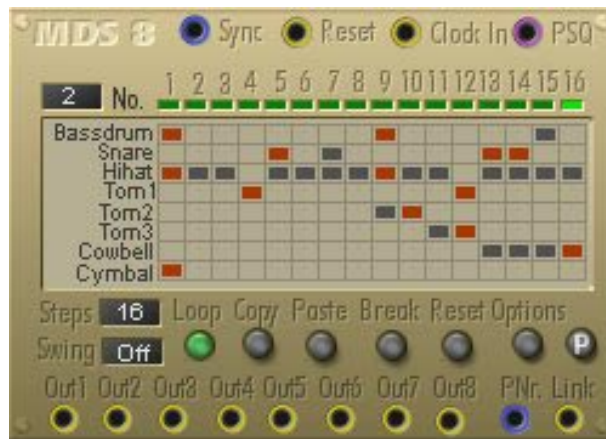 MDS 8 Sync Reset Clock In PSQ
2 No. 1 2 3 4 5 6 7 8 9 10 11 12 13 14 15 16
Bassdrum
Snare
Hihat
Tom1
Tom2
Tom3
Cowbell
Cymbal
Steps 16 Loop Copy Paste Break Reset Options
Swing Off P
Out1 Out2 Out3 Out4 Out5 Out6 Out7 Out8 PNr. Link